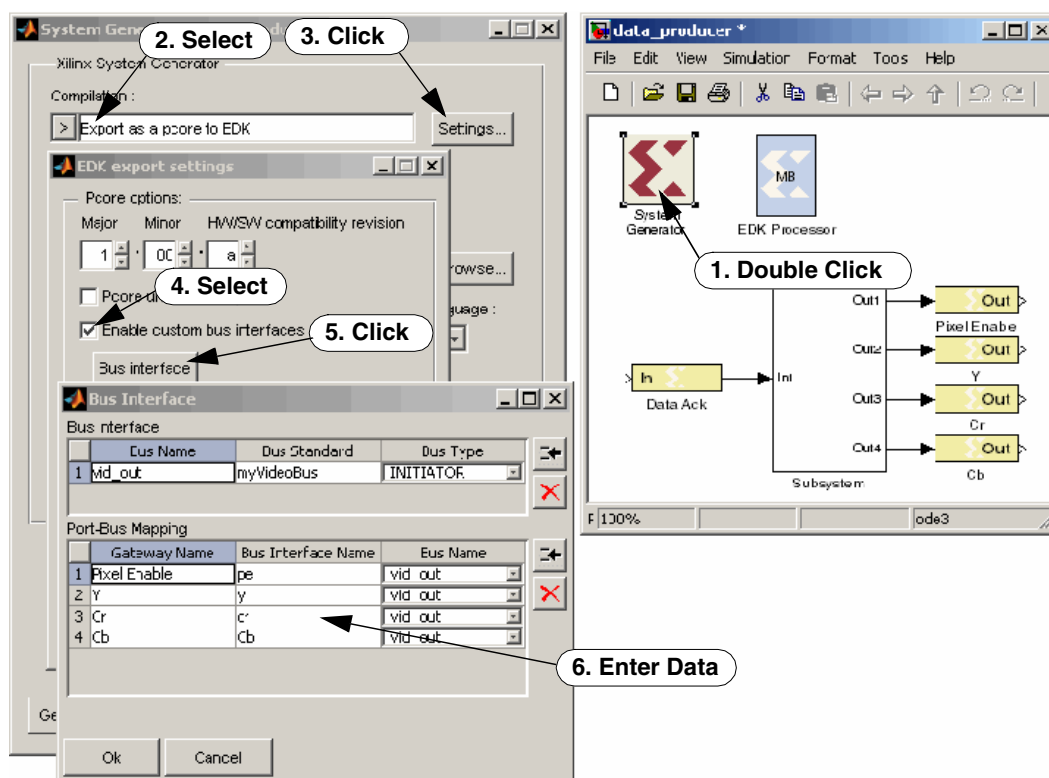 System Gene
2. Select
3. Click
Xilinx System Generator
Compilation :
>
Export as a pcore to EDK
Settings...
EDK export settings
Pcore options:
Major Minor HW/SW compatibility revision
1 . 00 . a
4. Select
Pcore u
Enable custom bus interfaces
5. Click
Bus interface
rowse...
guage :
Bus Interface
Bus Interface
Bus Name Bus Standard Bus Type
1 vid_out myVideoBus INITIATOR
Port-Bus Mapping
Gateway Name Bus Interface Name Bus Name
1 Pixel Enable pe vid_out
2 Y y vid_out
3 Cr cr vid_out
4 Cb Cb vid_out
6. Enter Data
Ge
Ok Cancel
data_producer *
File Edit View Simulation Format Tools Help
MB
System Generator
EDK Processor
1. Double Click
Out1 Out
Pixel Enable
Out2 Out
Y
In In1
Data Ack
Out3 Out
Cr
Out4 Out
Cb
Subsystem
100% ode3